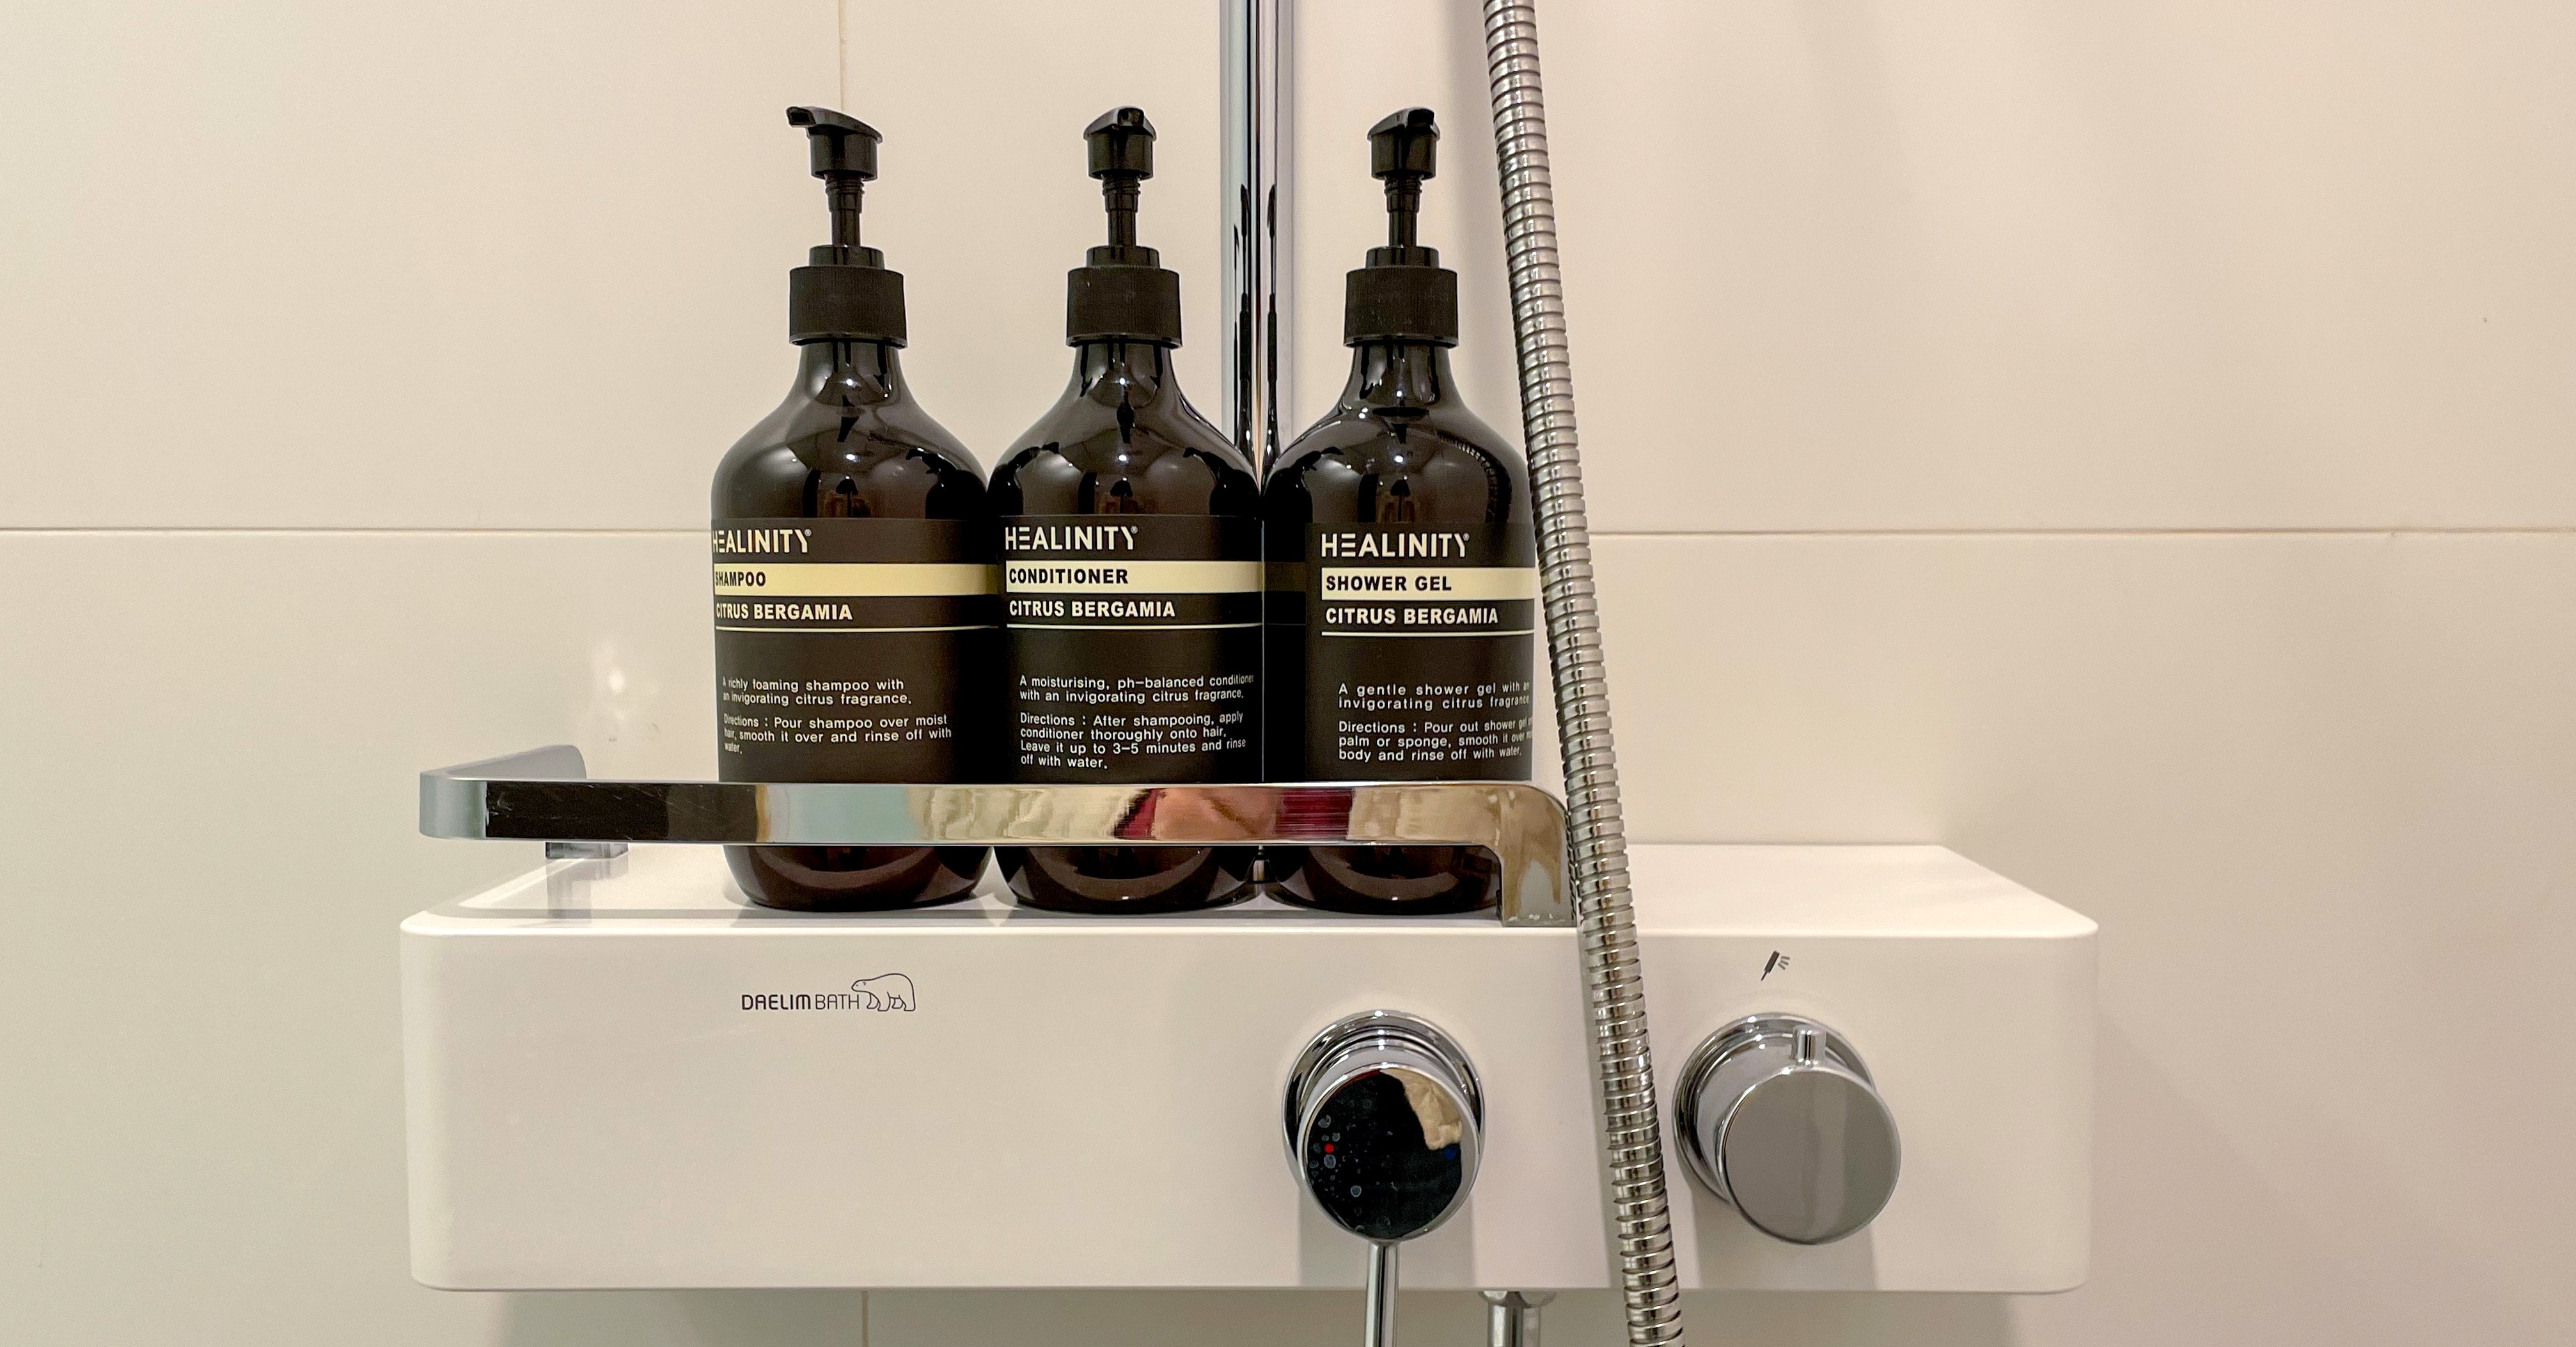 HEALINITY®
SHAMPOO
CITRUS BERGAMIA
A richly foaming shampoo with
an invigorating citrus fragrance.
Directions : Pour shampoo over moist
hair, smooth it over and rinse off with
water.
HEALINITY®
CONDITIONER
CITRUS BERGAMIA
A moisturising, ph-balanced conditioner
with an invigorating citrus fragrance.
Directions : After shampooing, apply
conditioner thoroughly onto hair.
Leave it up to 3-5 minutes and rinse
off with water.
HEALINITY®
SHOWER GEL
CITRUS BERGAMIA
A gentle shower gel with an
invigorating citrus fragrance.
Directions : Pour out shower gel
palm or sponge, smooth it over
body and rinse off with water.
DAELIM BATH